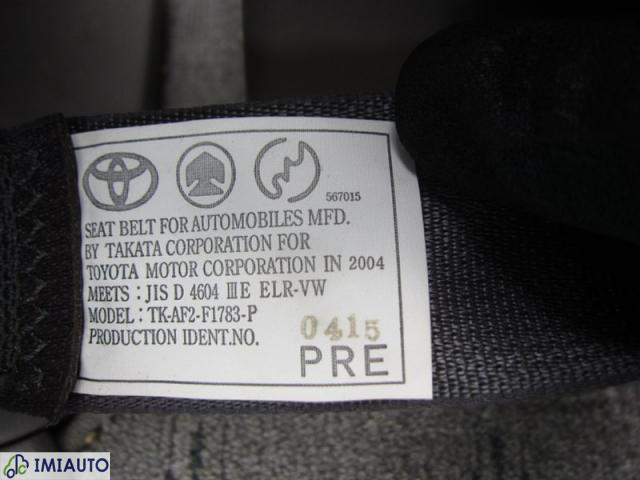 567015
SEAT BELT FOR AUTOMOBILES MFD.
BY TAKATA CORPORATION FOR
TOYOTA MOTOR CORPORATION IN 2004
MEETS : JIS D 4604 ⅢE ELR-VW
MODEL: TK-AF2-F1783-P
PRODUCTION IDENT.NO. 0415
PRE
IMIAUTO